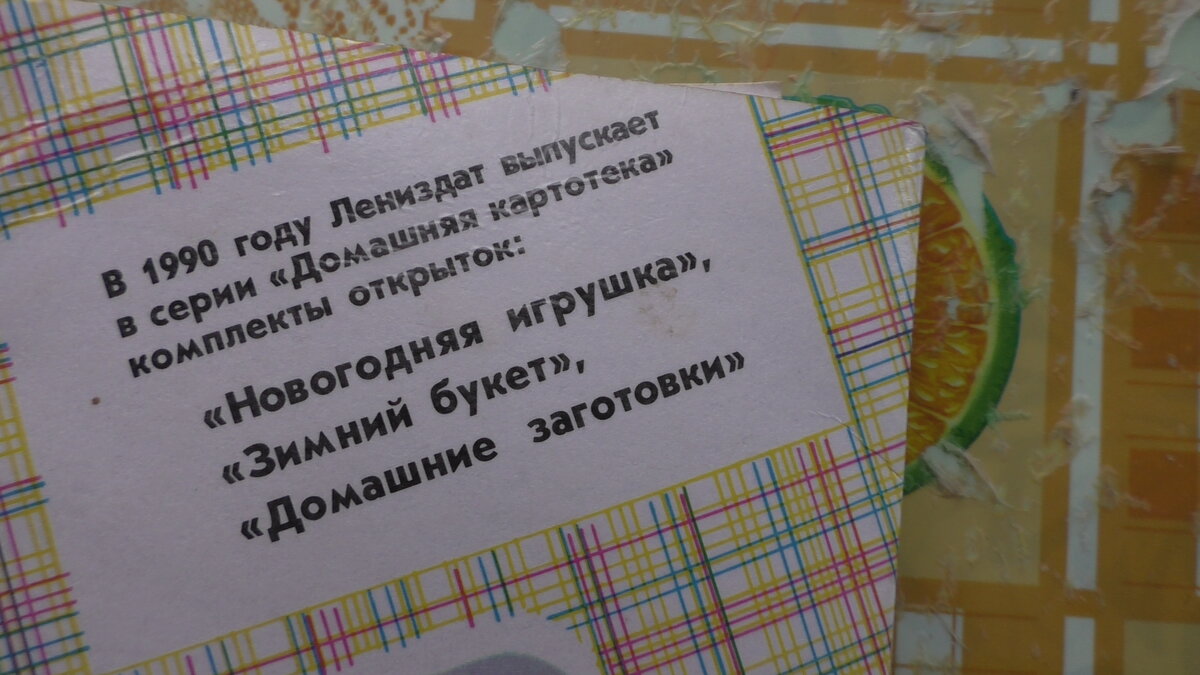 В 1990 году Лениздат выпускает
в серии «Домашняя картотека»
комплекты открыток:
«Новогодняя игрушка»,
«Зимний букет»,
«Домашние заготовки»